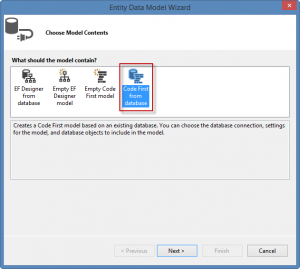 Entity Data Model Wizard
Choose Model Contents
What should the model contain?
EF Designer from database
Empty EF Designer model
Empty Code First model
Code First from database
Creates a Code First model based on an existing database. You can choose the database connection, settings
for the model, and database objects to include in the model.
< Previous
Next >
Finish
Cancel